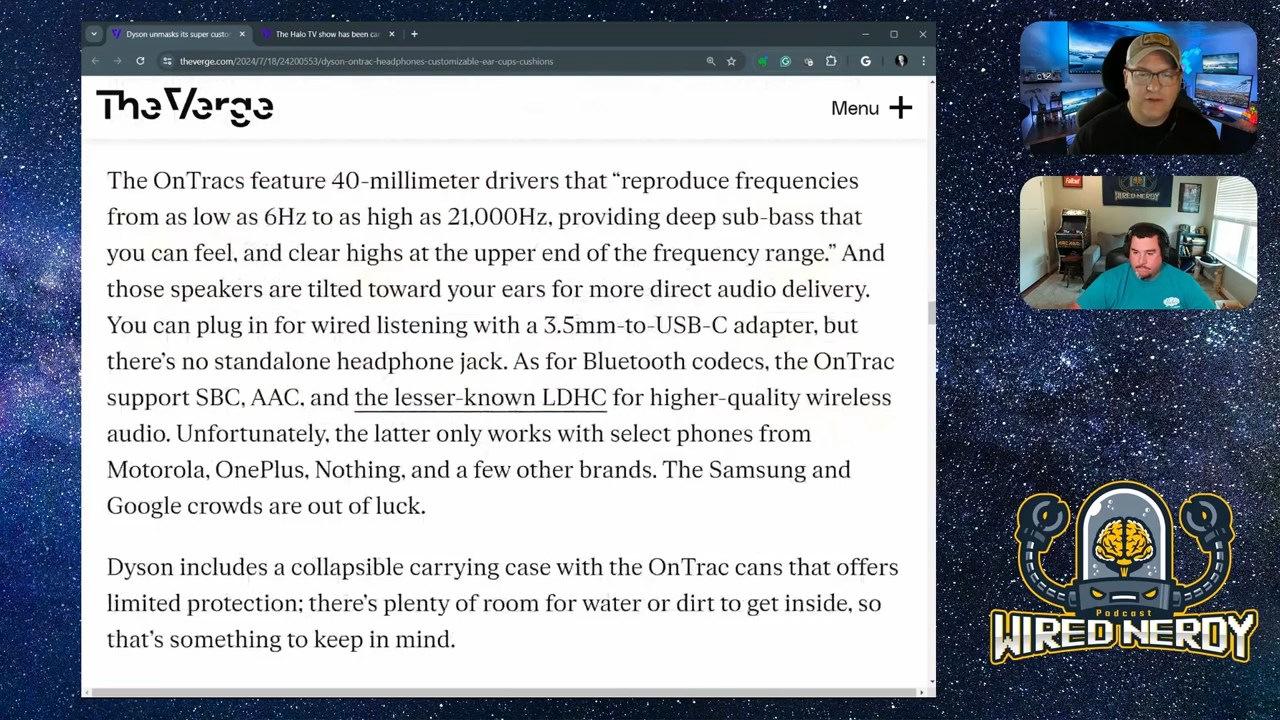 Dyson unmasks its super custo
The Halo TV show has been ca
theverge.com/2024/7/18/24200553/dyson-ontrac-headphones-customizable-ear-cups-cushions
The Verge
Menu +
The OnTracs feature 40-millimeter drivers that “reproduce frequencies
from as low as 6Hz to as high as 21,000Hz, providing deep sub-bass that
you can feel, and clear highs at the upper end of the frequency range.” And
those speakers are tilted toward your ears for more direct audio delivery.
You can plug in for wired listening with a 3.5mm-to-USB-C adapter, but
there’s no standalone headphone jack. As for Bluetooth codecs, the OnTrac
support SBC, AAC, and the lesser-known LDHC for higher-quality wireless
audio. Unfortunately, the latter only works with select phones from
Motorola, OnePlus, Nothing, and a few other brands. The Samsung and
Google crowds are out of luck.
Dyson includes a collapsible carrying case with the OnTrac cans that offers
limited protection; there’s plenty of room for water or dirt to get inside, so
that’s something to keep in mind.
WIRED NERDY
Podcast
WIRED NERDY